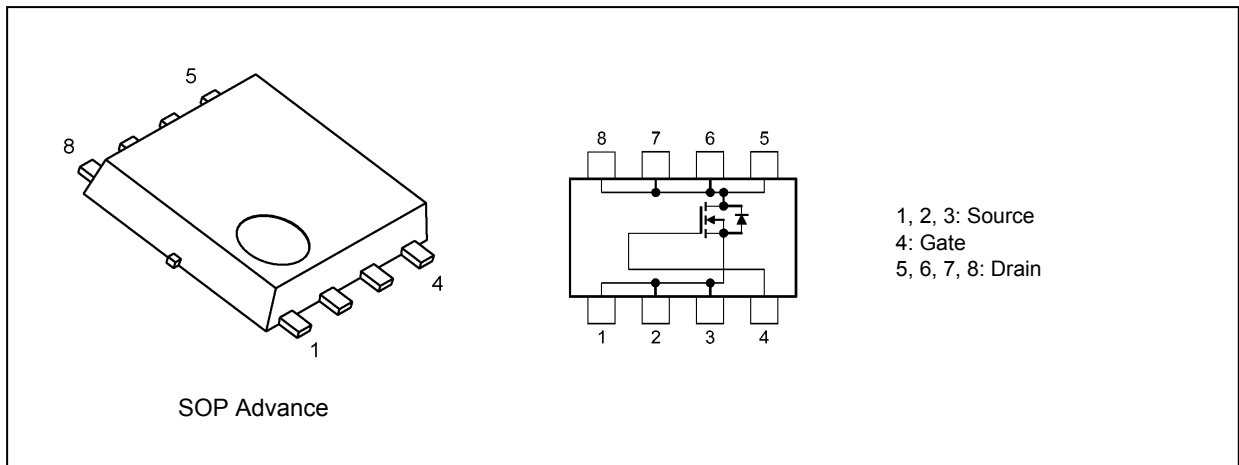 5
8
4
1
SOP Advance
8 7 6 5
1 2 3 4
1, 2, 3: Source
4: Gate
5, 6, 7, 8: Drain